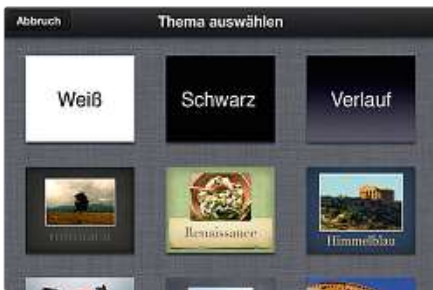 Abbruch Thema auswählen
Weiß Schwarz Verlauf
Renaissance Himmelblau